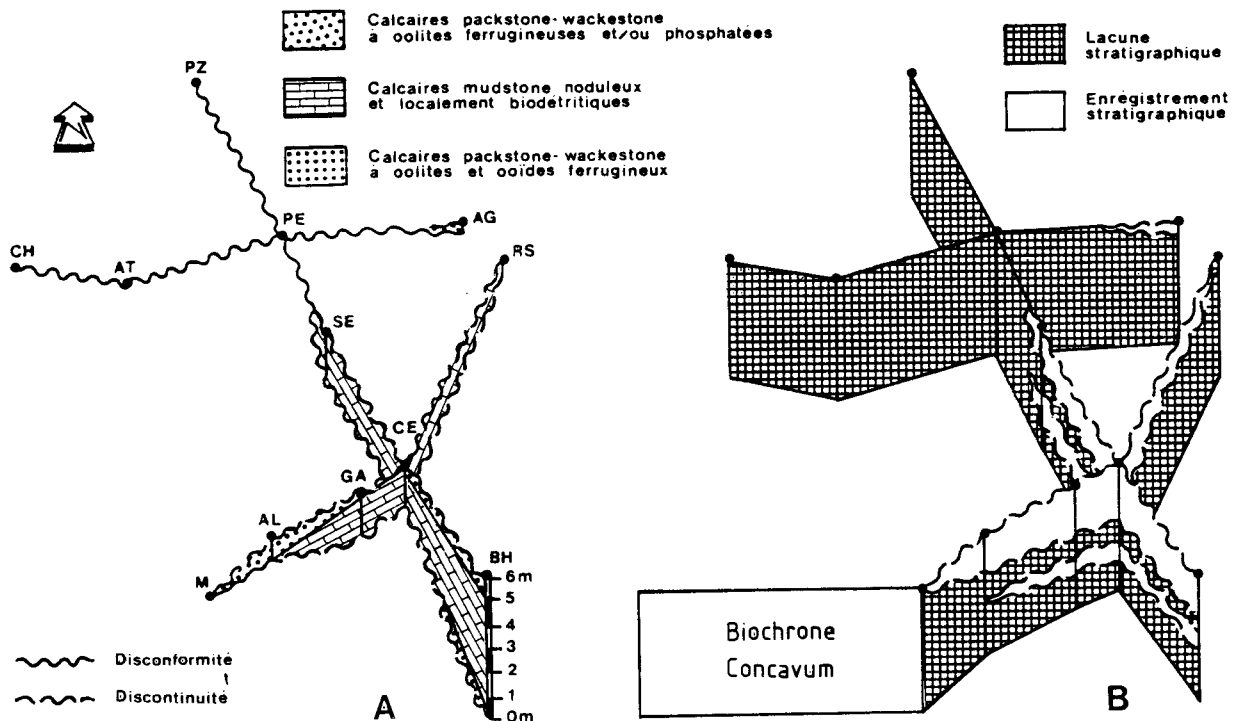 Calcaires packstone-wackestone
à oolites ferrugineuses et/ou phosphatées
Calcaires mudstone noduleux
et localement biodétritiques
Calcaires packstone-wackestone
à oolites et ooïdes ferrugineux
Lacune
stratigraphique
Enrégistrement
stratigraphique
PZ
PE
AG
CH
AT
RS
SE
CE
GA
AL
M
BH
6m
5
4
3
2
1
0m
Disconformité
Discontinuité
A
Biochrone
Concavum
B